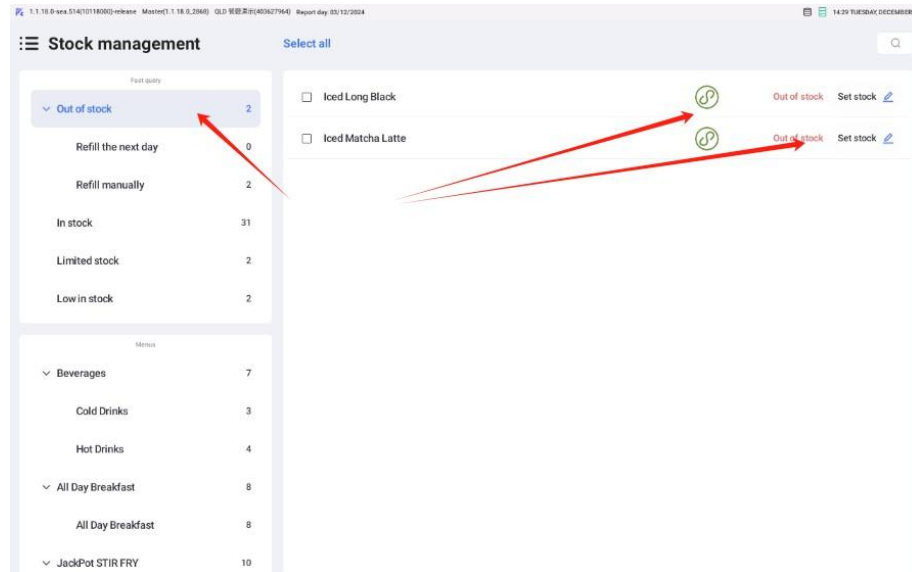 1.1.18.0-sea.514(10118000)-release Master(1.1.18.0,2868) QLD 餐厅演示(403627964) Report day: 03/12/2024
14:29 TUESDAY, DECEMBER
Stock management
Select all
Fast query
Out of stock 2
Refill the next day 0
Refill manually 2
In stock 31
Limited stock 2
Low in stock 2
Menus
Beverages 7
Cold Drinks 3
Hot Drinks 4
All Day Breakfast 8
All Day Breakfast 8
JackPot STIR FRY 10
Iced Long Black Out of stock Set stock
Iced Matcha Latte Out of stock Set stock